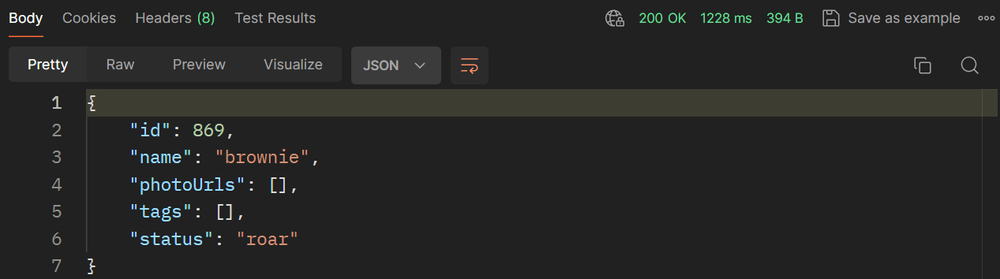 Body Cookies Headers (8) Test Results 200 OK 1228 ms 394 B Save as example
Pretty Raw Preview Visualize JSON
1 {
2 "id": 869,
3 "name": "brownie",
4 "photoUrls": [],
5 "tags": [],
6 "status": "roar"
7 }